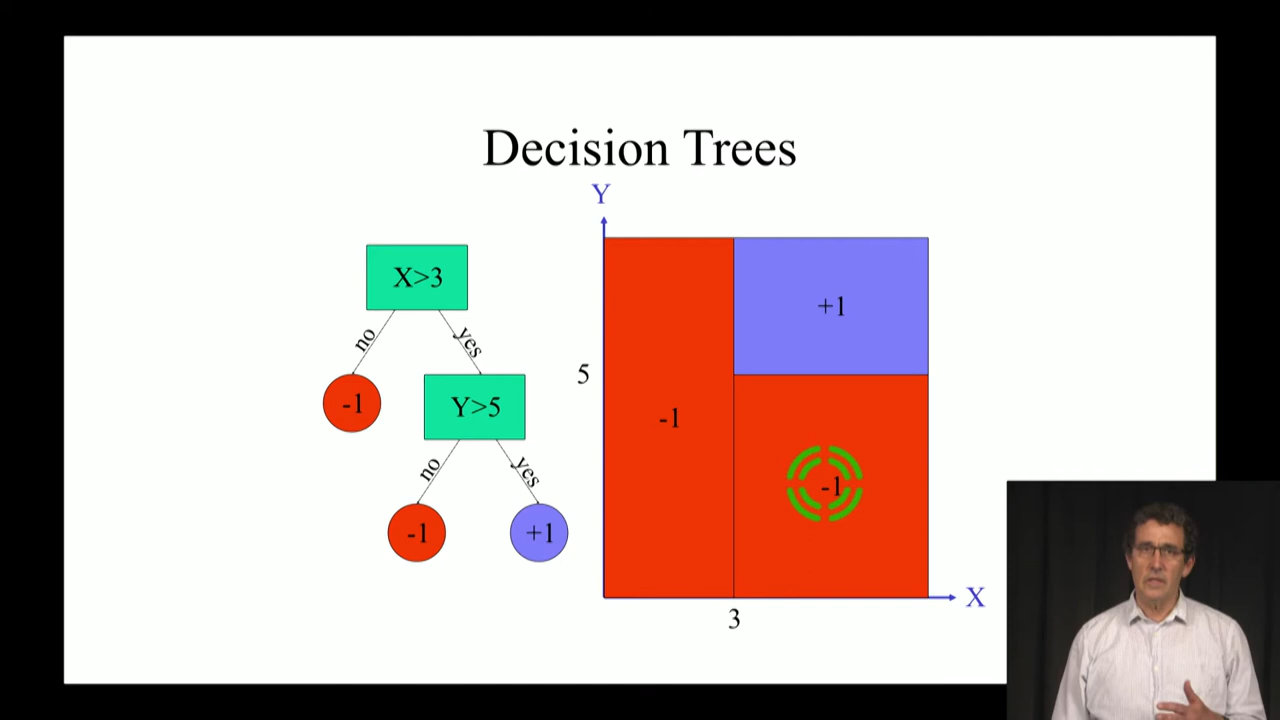 Decision Trees
Y
X>3
no
yes
-1
Y>5
no
yes
-1
+1
5
+1
-1
-1
X
3